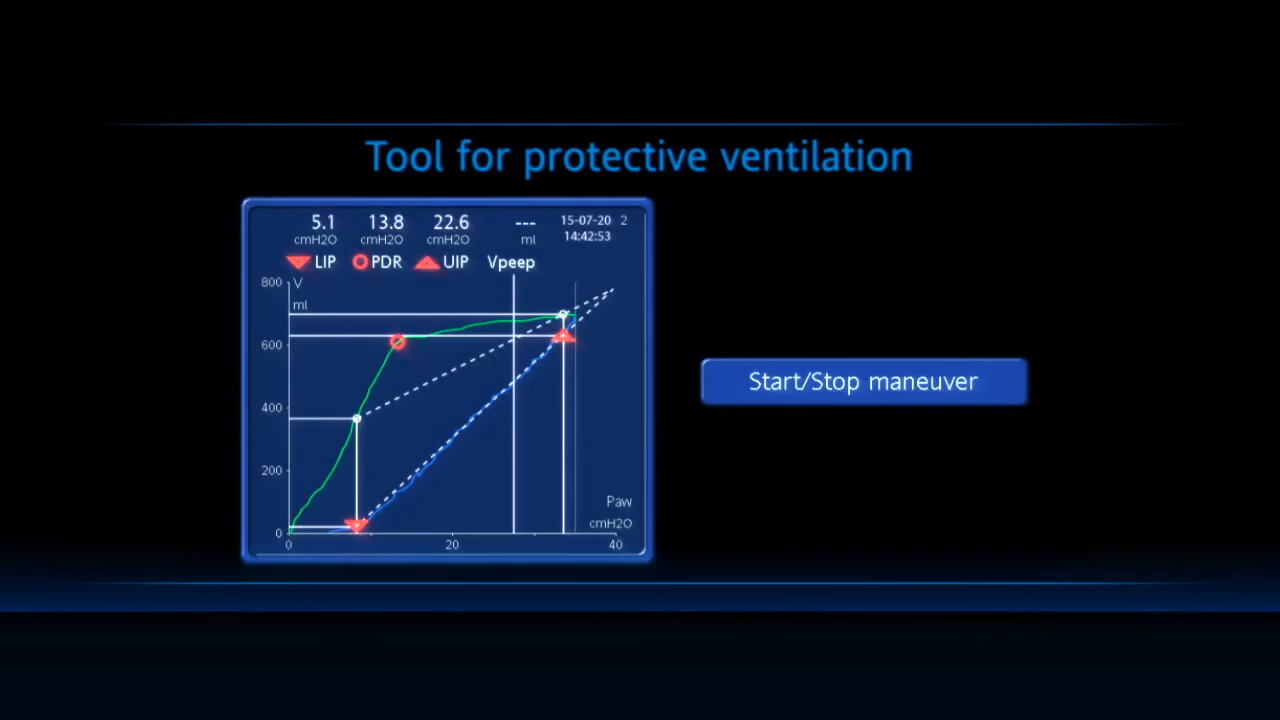 Tool for protective ventilation
5.1 13.8 22.6 --- 15-07-20 2
cmH2O cmH2O cmH2O ml 14:42:53
LIP PDR UIP Vpeep
800 V
ml
600
400
200
Paw
cmH2O
0
0 20 40
Start/Stop maneuver